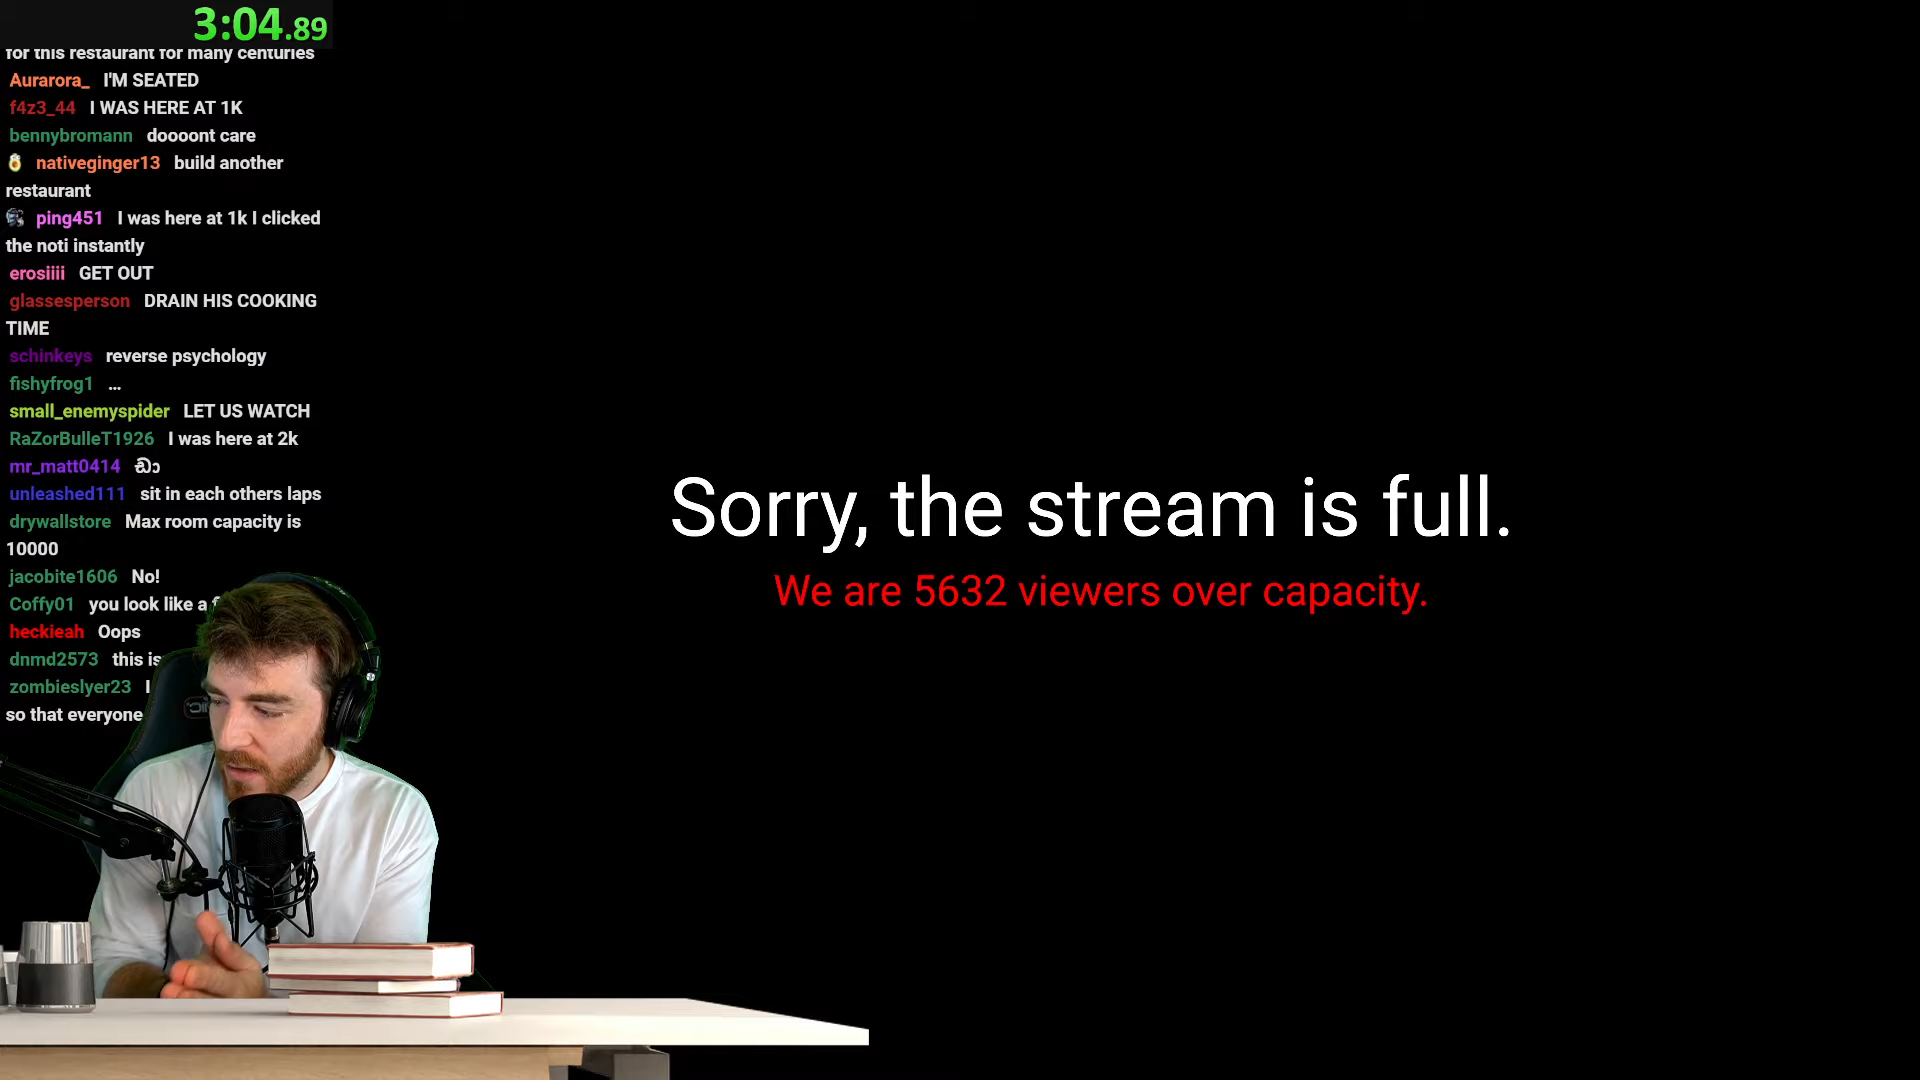 3:04.89
for this restaurant for many centuries
Aurarora_ I'M SEATED
f4z3_44 I WAS HERE AT 1K
bennybromann doooont care
nativeginger13 build another
restaurant
ping451 I was here at 1k I clicked
the noti instantly
erosiiii GET OUT
glassesperson DRAIN HIS COOKING
TIME
schinkeys reverse psychology
fishyfrog1 ...
small_enemyspider LET US WATCH
RaZorBulleT1926 I was here at 2k
mr_matt0414
unleashed111 sit in each others laps
drywallstore Max room capacity is
10000
jacobite1606 No!
Coffy01 you look like a
heckieah Oops
dnmd2573 this is
zombieslyer23 I
so that everyone
Sorry, the stream is full.
We are 5632 viewers over capacity.